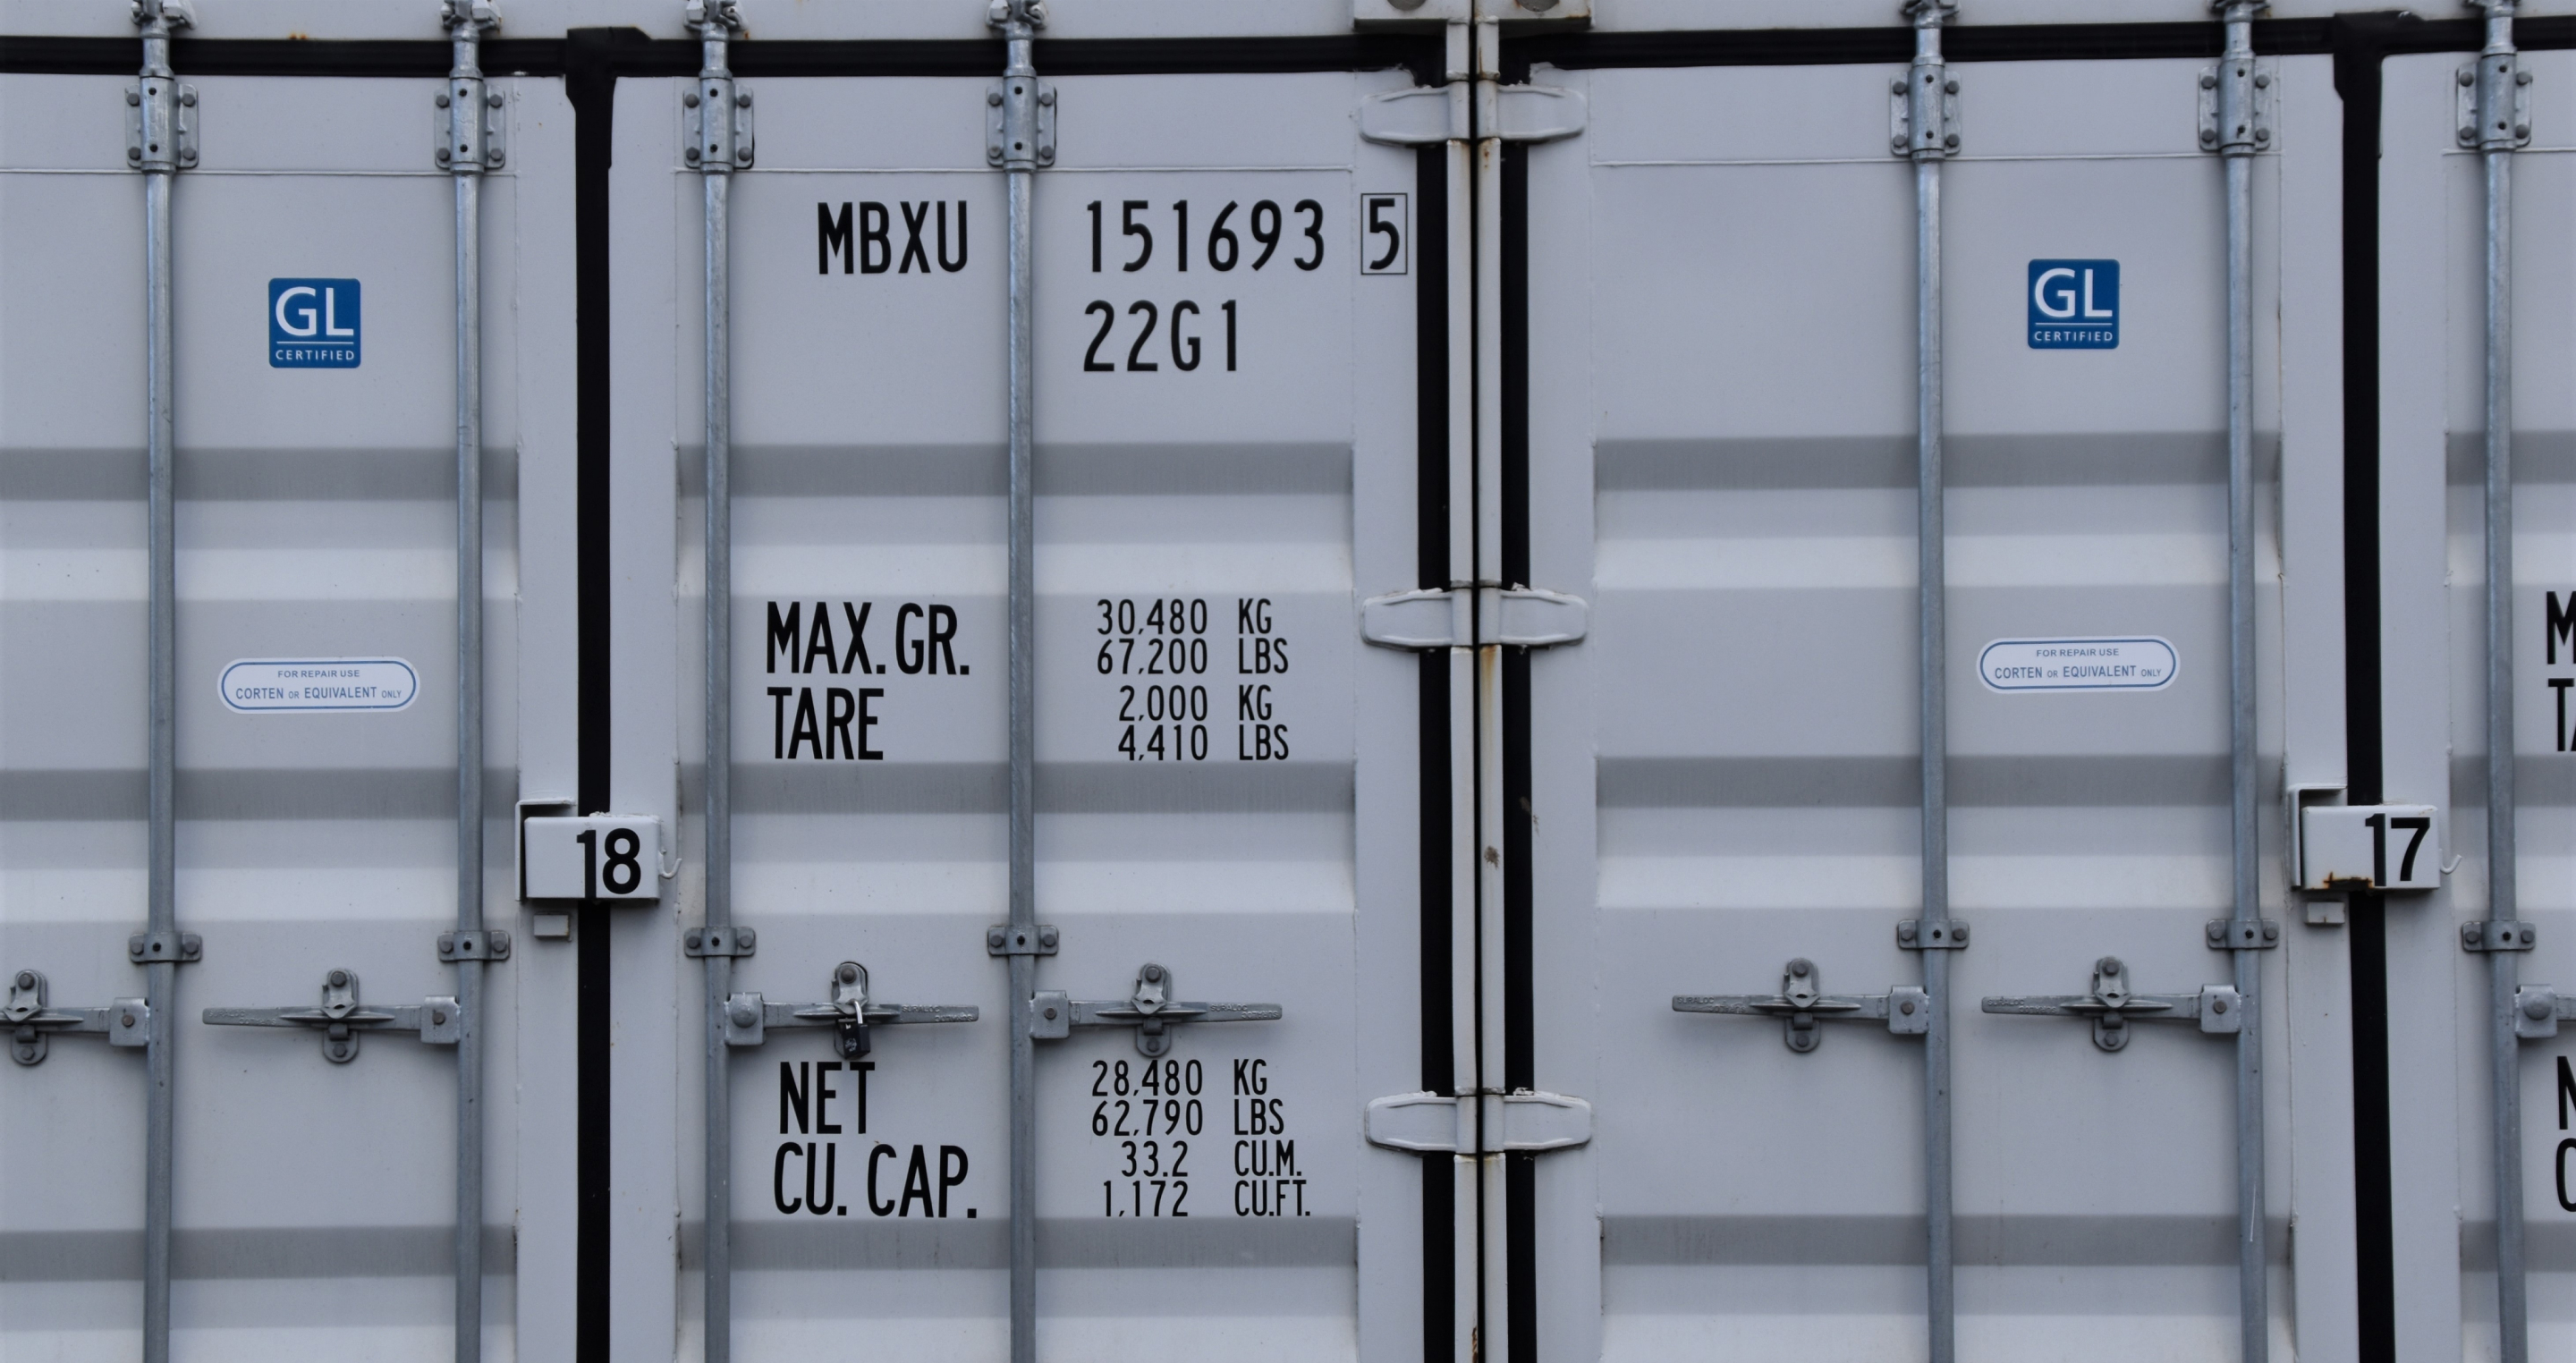 GL
CERTIFIED
FOR REPAIR USE
CORTEN OR EQUIVALENT ONLY
18
MBXU 151693 5
22G1
MAX.GR. 30,480 KG
67,200 LBS
TARE 2,000 KG
4,410 LBS
NET 28,480 KG
62,790 LBS
CU. CAP. 33.2 CU.M.
1,172 CU.FT.
GL
CERTIFIED
FOR REPAIR USE
CORTEN OR EQUIVALENT ONLY
17